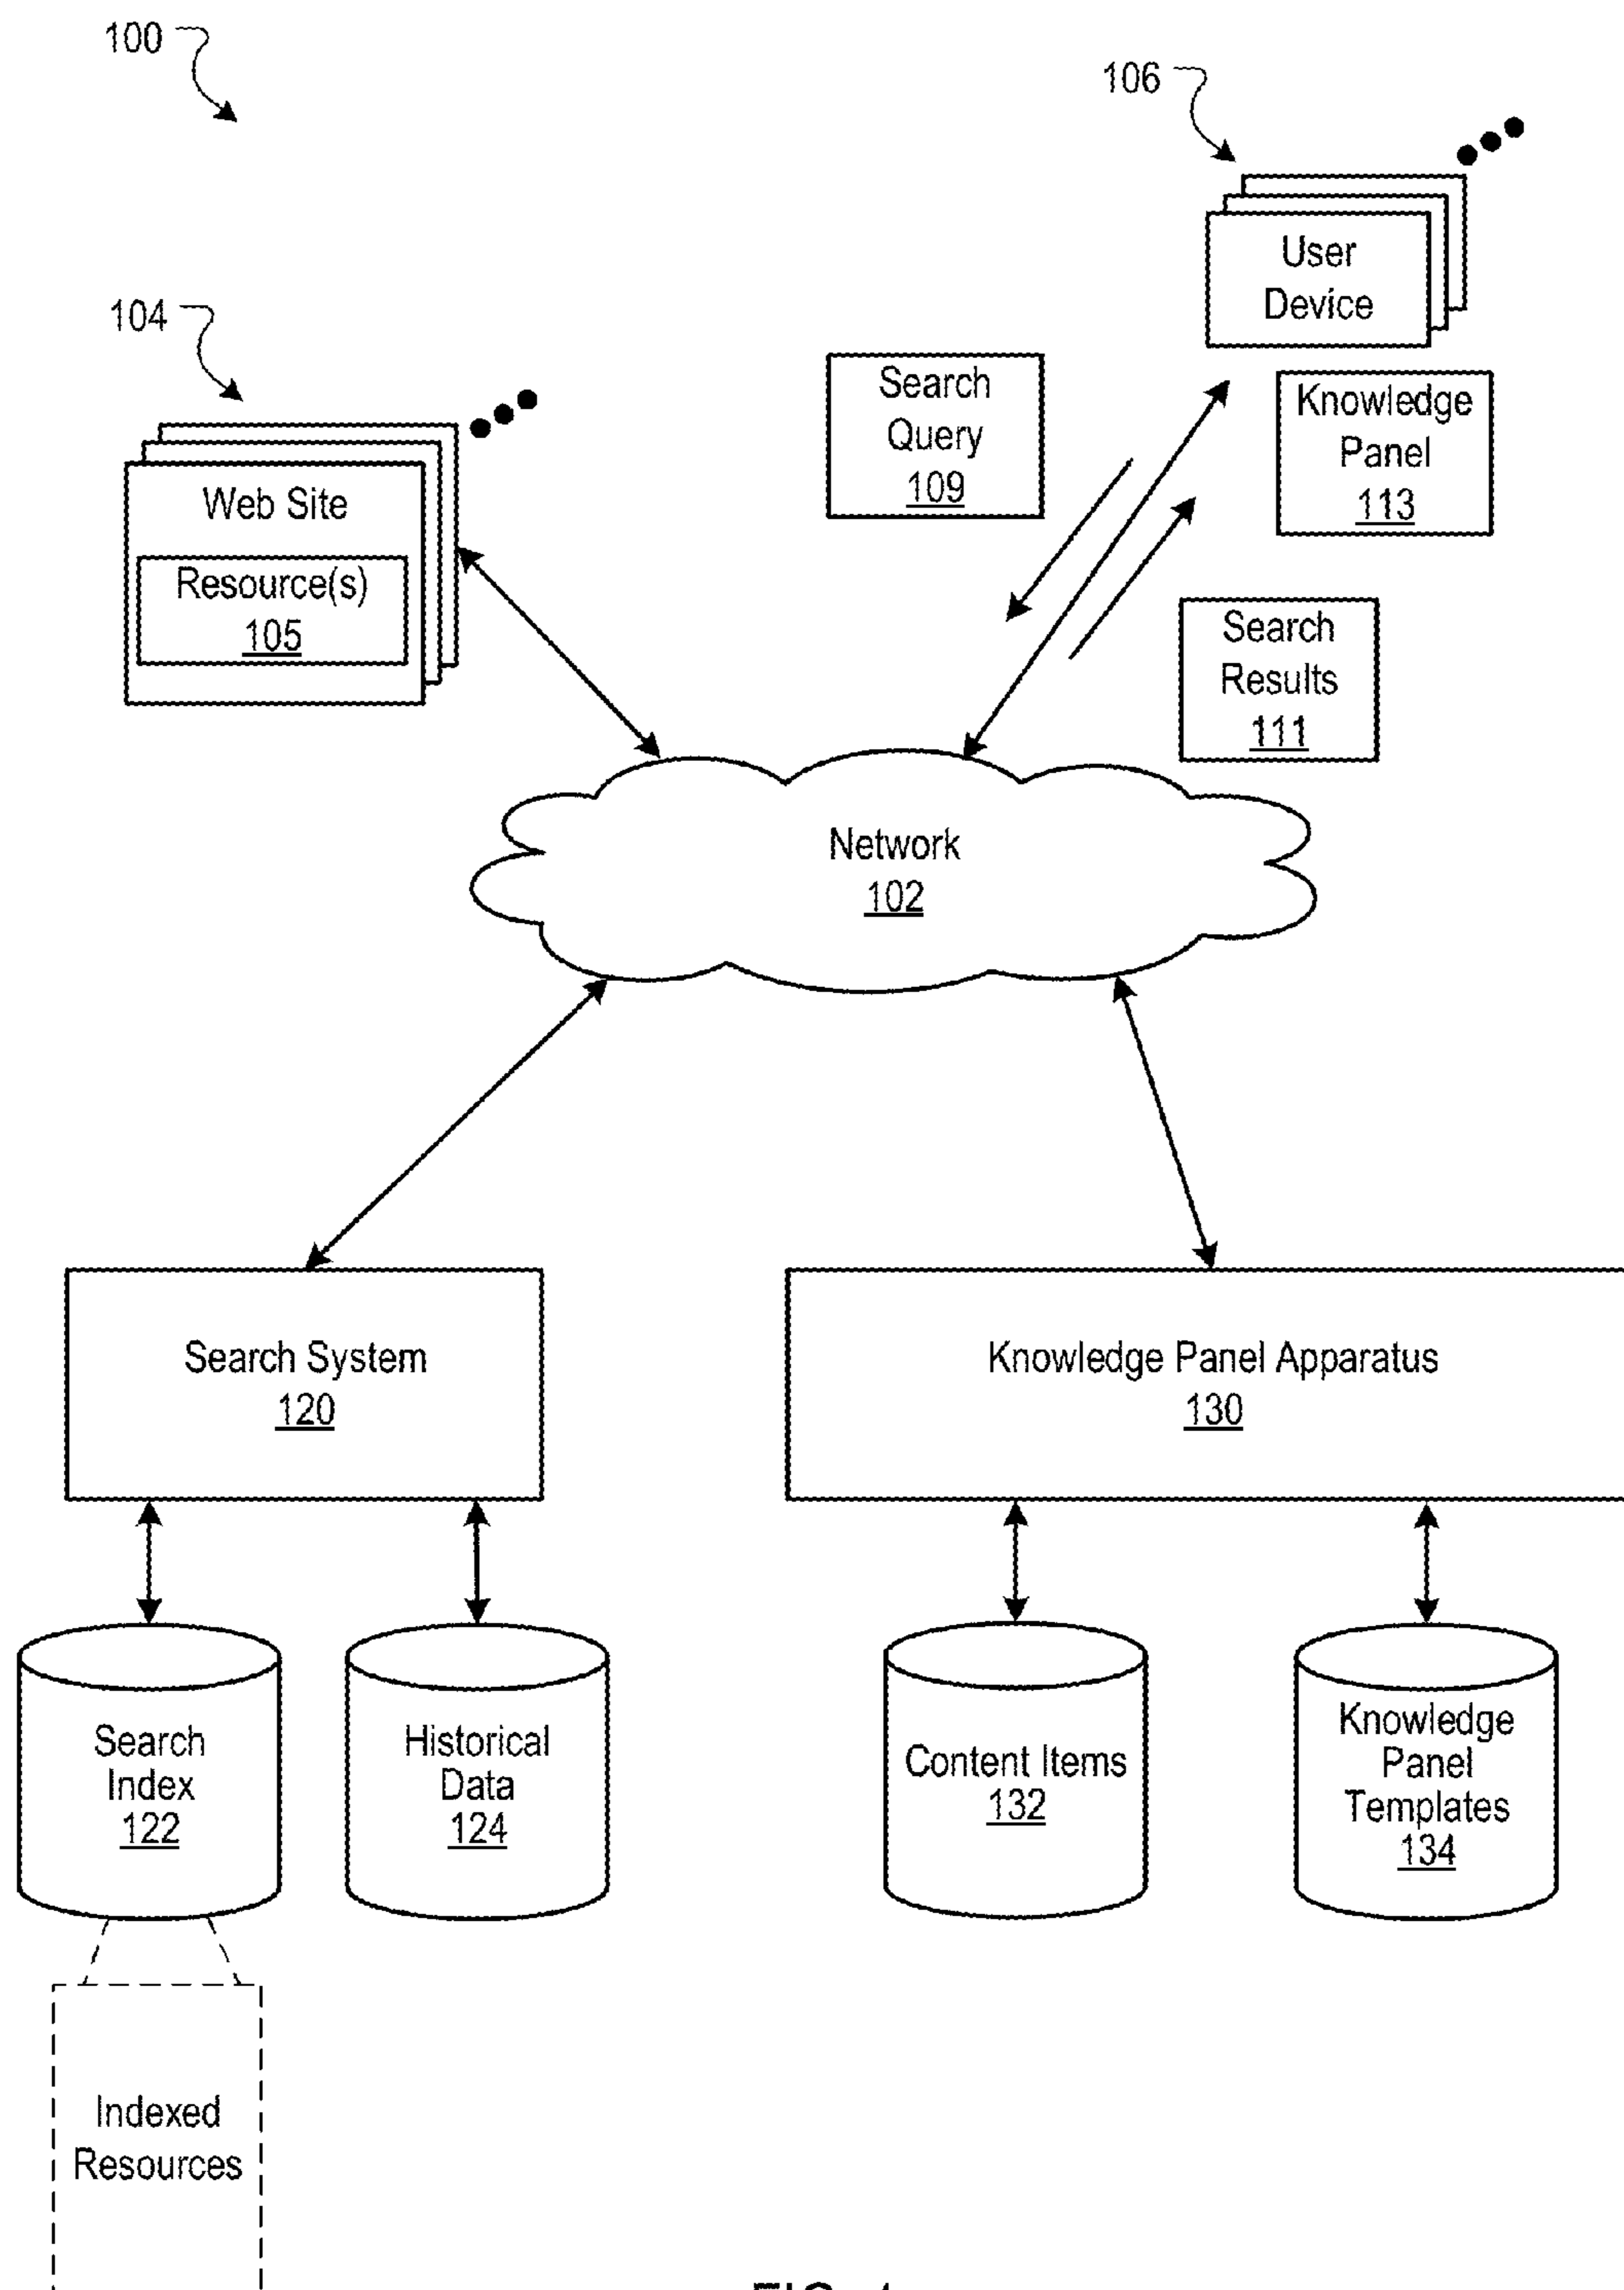 100
106
User
Device
104
Search
Query
109
Knowledge
Panel
113
Web Site
Resource(s)
105
Search
Results
111
Network
102
Search System
120
Knowledge Panel Apparatus
130
Search
Index
122
Historical
Data
124
Content Items
132
Knowledge
Panel
Templates
134
Indexed
Resources